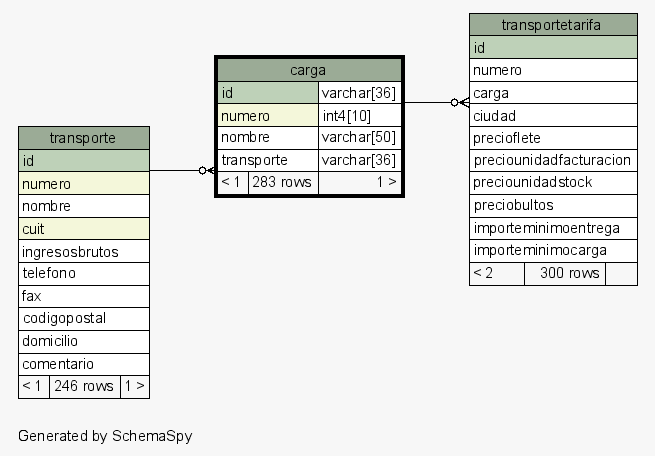 transporte
id
numero
nombre
cuit
ingresosbrutos
telefono
fax
codigopostal
domicilio
comentario
< 1 246 rows 1 >
carga
id varchar[36]
numero int4[10]
nombre varchar[50]
transporte varchar[36]
< 1 283 rows 1 >
transportetarifa
id
numero
carga
ciudad
precioflete
preciounidadfacturacion
preciounidadstock
preciobultos
importeminimoentrega
importeminimocarga
< 2 300 rows
Generated by SchemaSpy